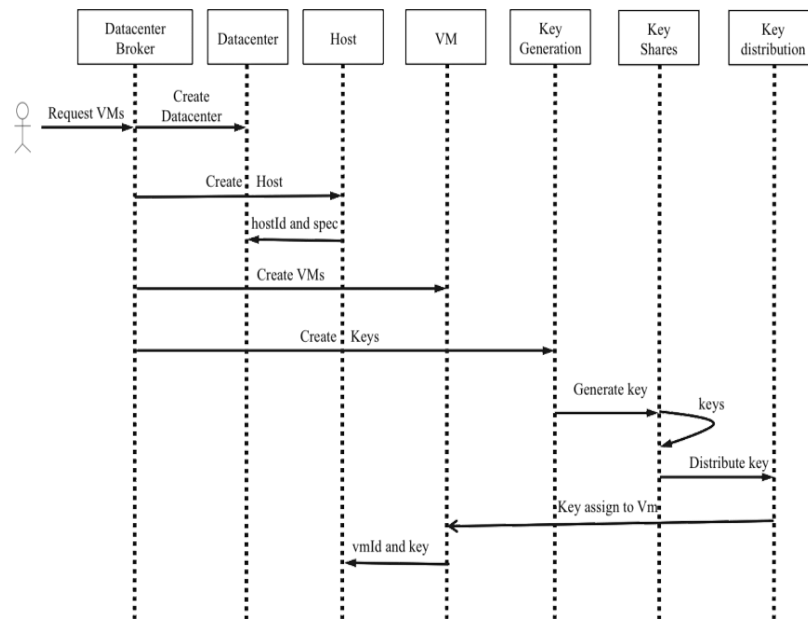 Datacenter
Broker
Datacenter
Host
VM
Key
Generation
Key
Shares
Key
distribution
Request VMs
Create
Datacenter
Create Host
hostId and spec
Create VMs
Create Keys
Generate key
keys
Distribute key
Key assign to Vm
vmId and key